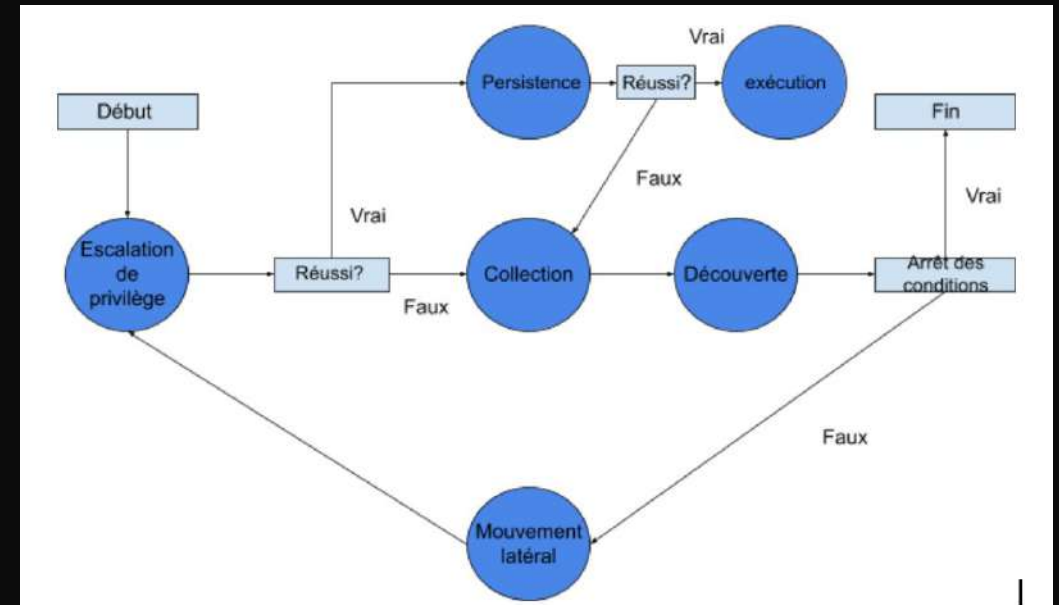 Vrai
Persistence
Réussi?
exécution
Début
Fin
Faux
Vrai
Vrai
Escalation
de
privilège
Réussi?
Collection
Découverte
Arrêt des
conditions
Faux
Faux
Mouvement
latéral